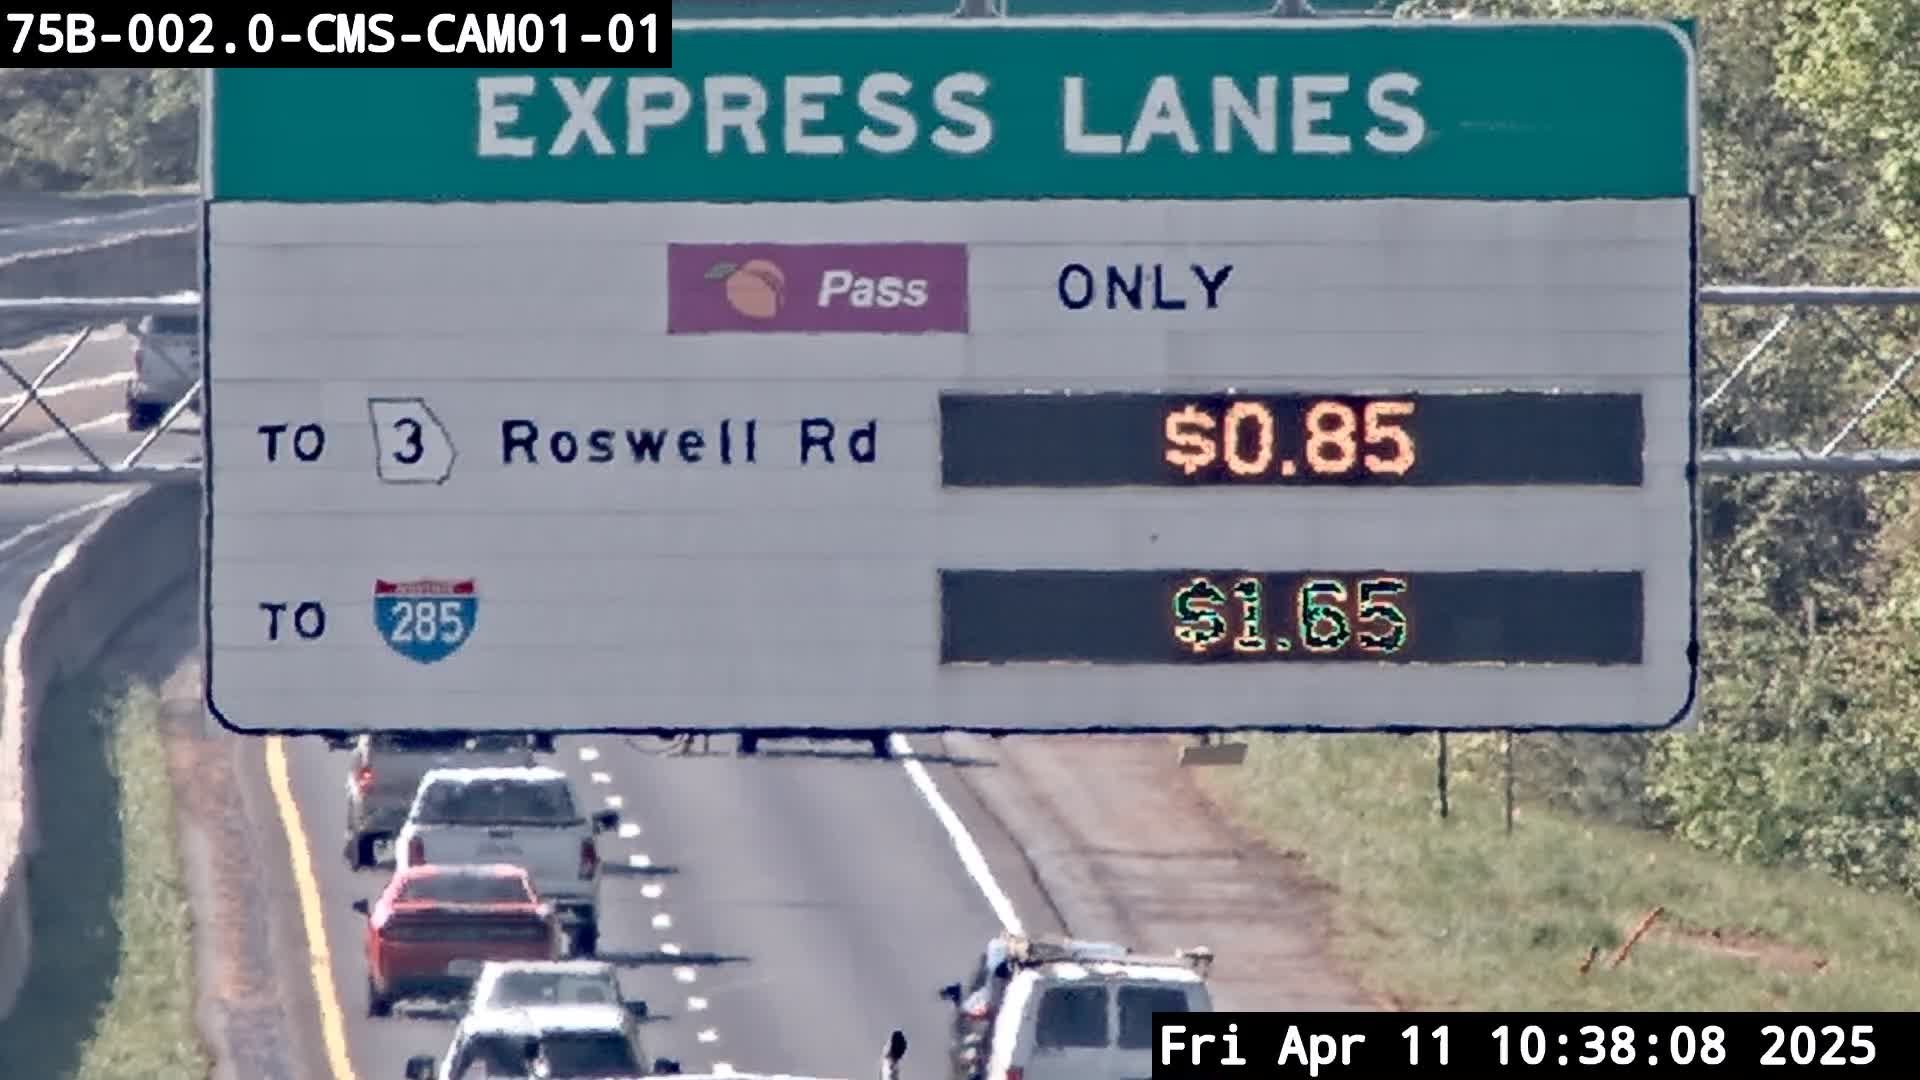 75B-002.0-CMS-CAM01-01
EXPRESS LANES
Pass ONLY
TO 3 Roswell Rd $0.85
TO 285 $1.65
Fri Apr 11 10:38:08 2025